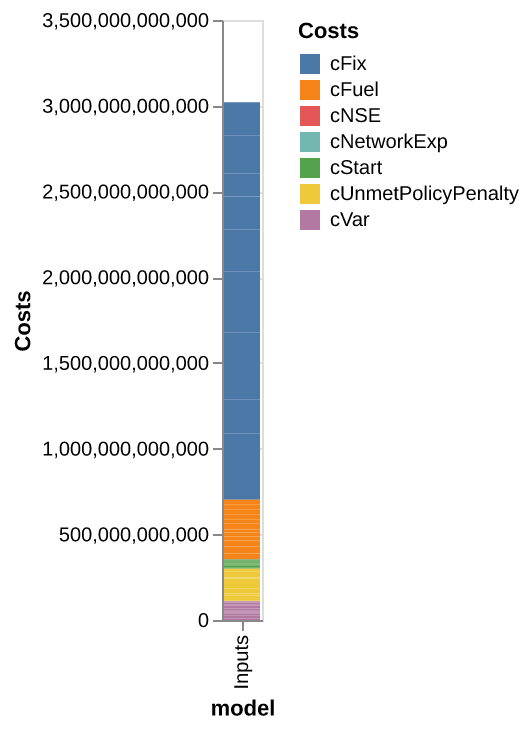 3,500,000,000,000
3,000,000,000,000
2,500,000,000,000
2,000,000,000,000
1,500,000,000,000
1,000,000,000,000
500,000,000,000
0
Costs
Inputs
model
Costs
cFix
cFuel
cNSE
cNetworkExp
cStart
cUnmetPolicyPenalty
cVar